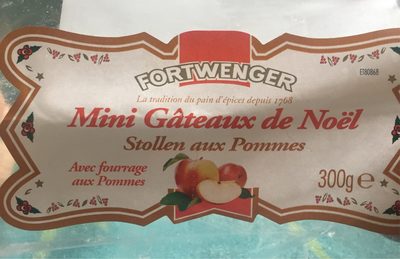 FORTWENGER
La tradition du pain d'épices depuis 1768
Mini Gâteaux de Noël
Stollen aux Pommes
Avec fourrage
aux Pommes
300g e
E180868